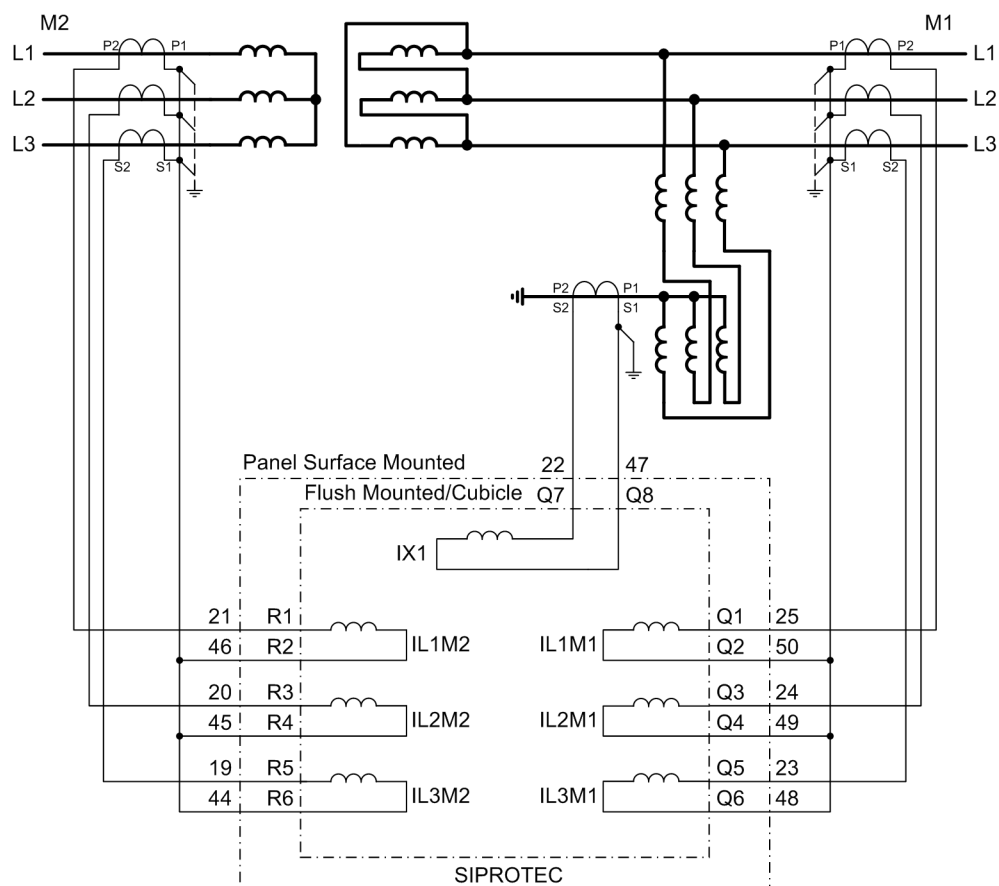 M2 M1
L1 P2 P1 P1 P2 L1
L2 L2
L3 L3
S2 S1 S1 S2
P2 P1
S2 S1
Panel Surface Mounted 22 47
Flush Mounted/Cubicle Q7 Q8
IX1
21 R1 Q1 25
46 R2 IL1M2 IL1M1 Q2 50
20 R3 Q3 24
45 R4 IL2M2 IL2M1 Q4 49
19 R5 Q5 23
44 R6 IL3M2 IL3M1 Q6 48
SIPROTEC